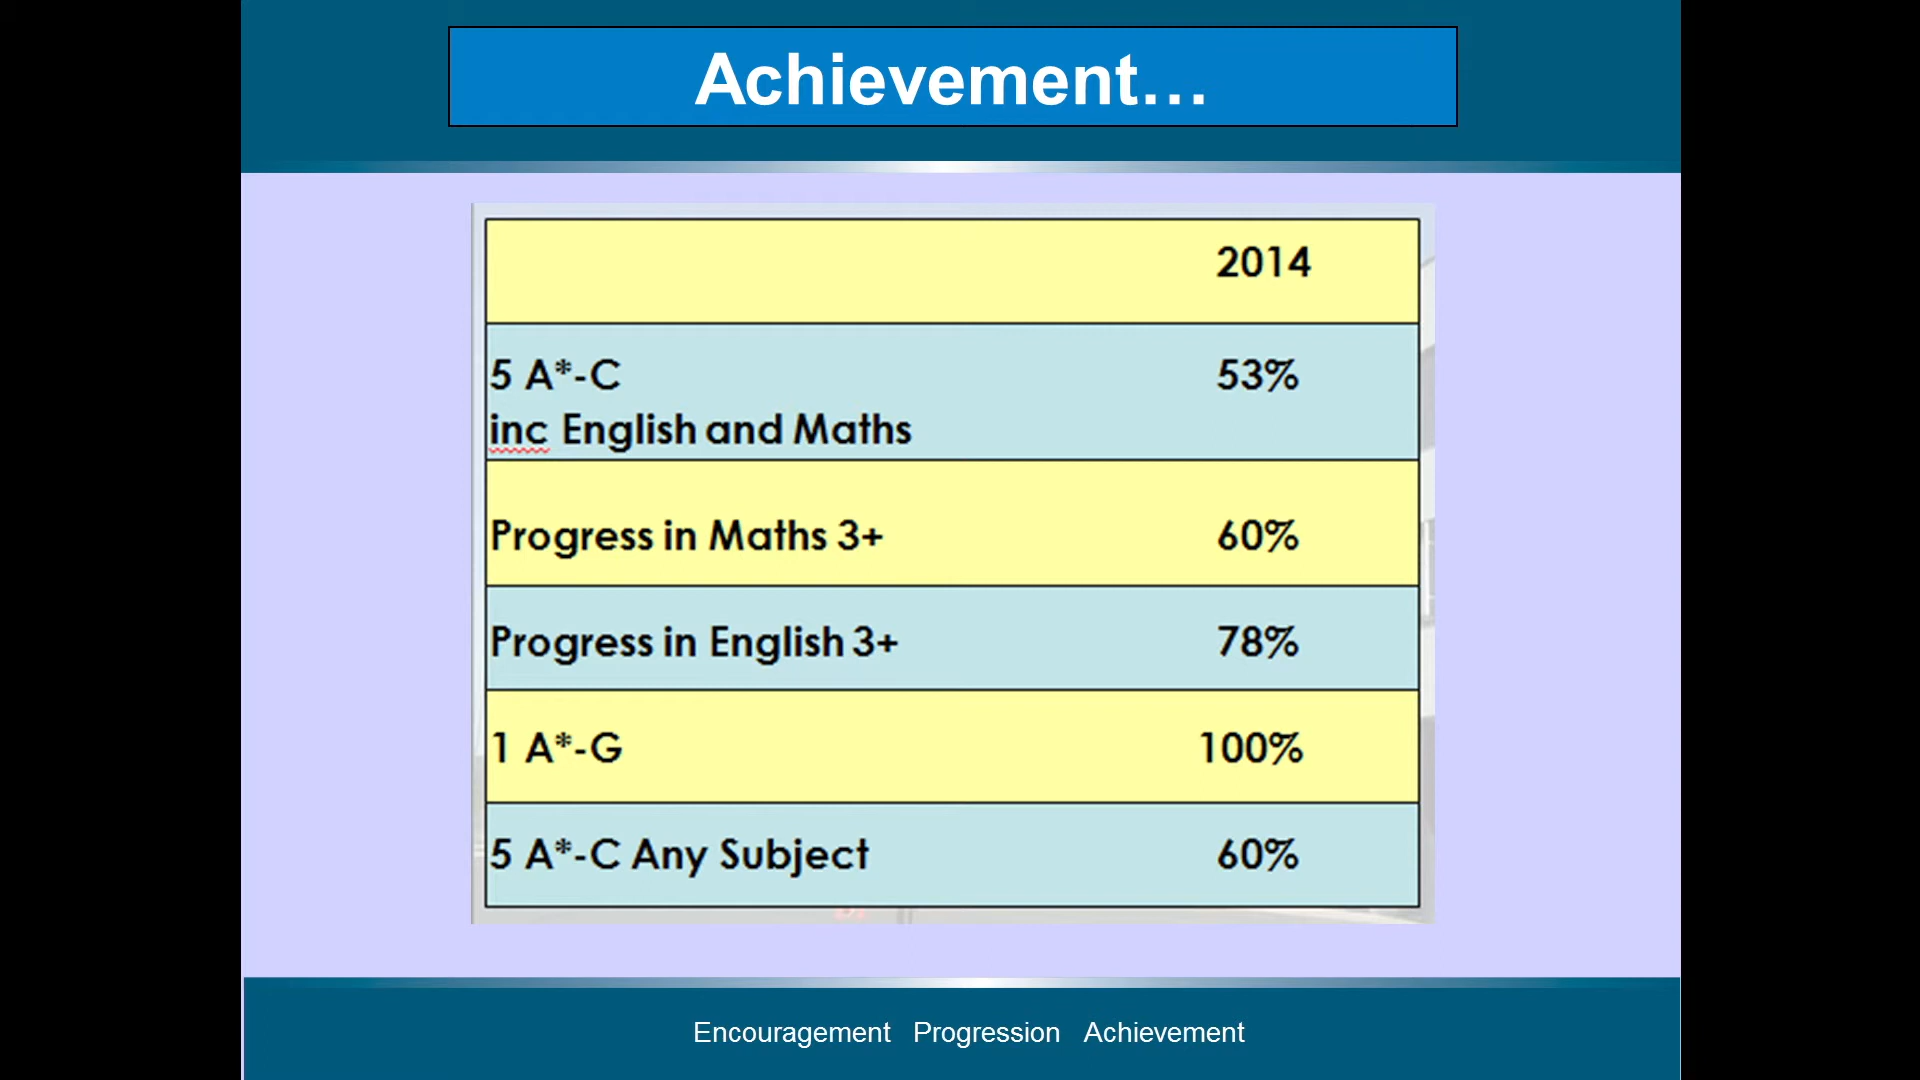 Achievement…
2014
5 A*-C 53%
inc English and Maths
Progress in Maths 3+ 60%
Progress in English 3+ 78%
1 A*-G 100%
5 A*-C Any Subject 60%
Encouragement Progression Achievement